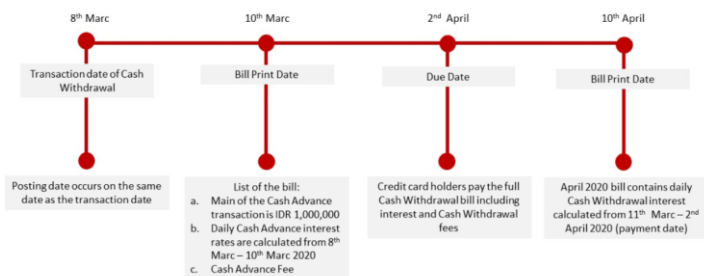 8th Marc
10th Marc
2nd April
10th April
Transaction date of Cash
Withdrawal
Bill Print Date
Due Date
Bill Print Date
Posting date occurs on the same
date as the transaction date
List of the bill:
a. Main of the Cash Advance
transaction is IDR 1,000,000
b. Daily Cash Advance interest
rates are calculated from 8th
Marc – 10th Marc 2020
c. Cash Advance Fee
Credit card holders pay the full
Cash Withdrawal bill including
interest and Cash Withdrawal
fees
April 2020 bill contains daily
Cash Withdrawal interest
calculated from 11th Marc – 2nd
April 2020 (payment date)